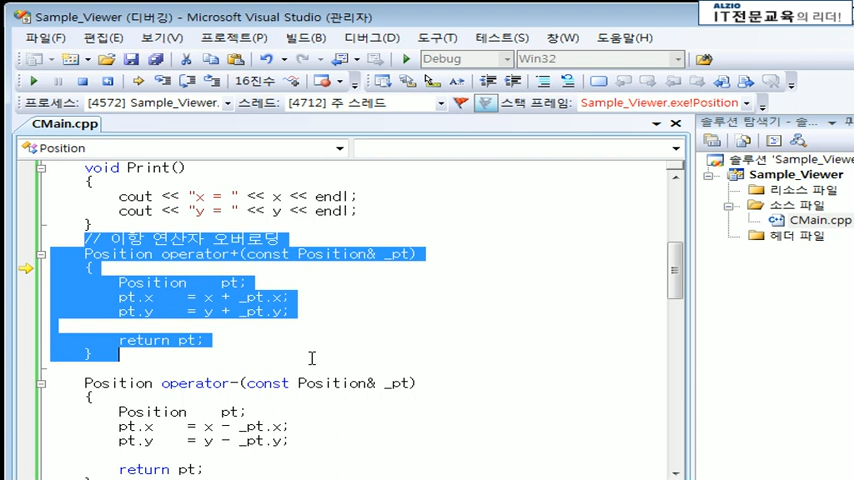 Sample_Viewer (디버깅) - Microsoft Visual Studio (관리자)
ALZIO
IT전문교육의 리더!
파일(F) 편집(E) 보기(V) 프로젝트(P) 빌드(B) 디버그(D) 도구(T) 테스트(S) 창(W) 도움말(H)
Debug Win32
16진수
프로세스: [4572] Sample_Viewer. 스레드: [4712] 주 스레드 스택 프레임: Sample_Viewer.exe!Position
CMain.cpp
Position
void Print()
{
cout << "x = " << x << endl;
cout << "y = " << y << endl;
}
// 이항 연산자 오버로딩
Position operator+(const Position& _pt)
{
Position pt;
pt.x = x + _pt.x;
pt.y = y + _pt.y;
return pt;
}
Position operator-(const Position& _pt)
{
Position pt;
pt.x = x - _pt.x;
pt.y = y - _pt.y;
return pt;
솔루션 탐색기 - 솔...
솔루션 'Sample_Viewe
Sample_Viewer
리소스 파일
소스 파일
CMain.cpp
헤더 파일